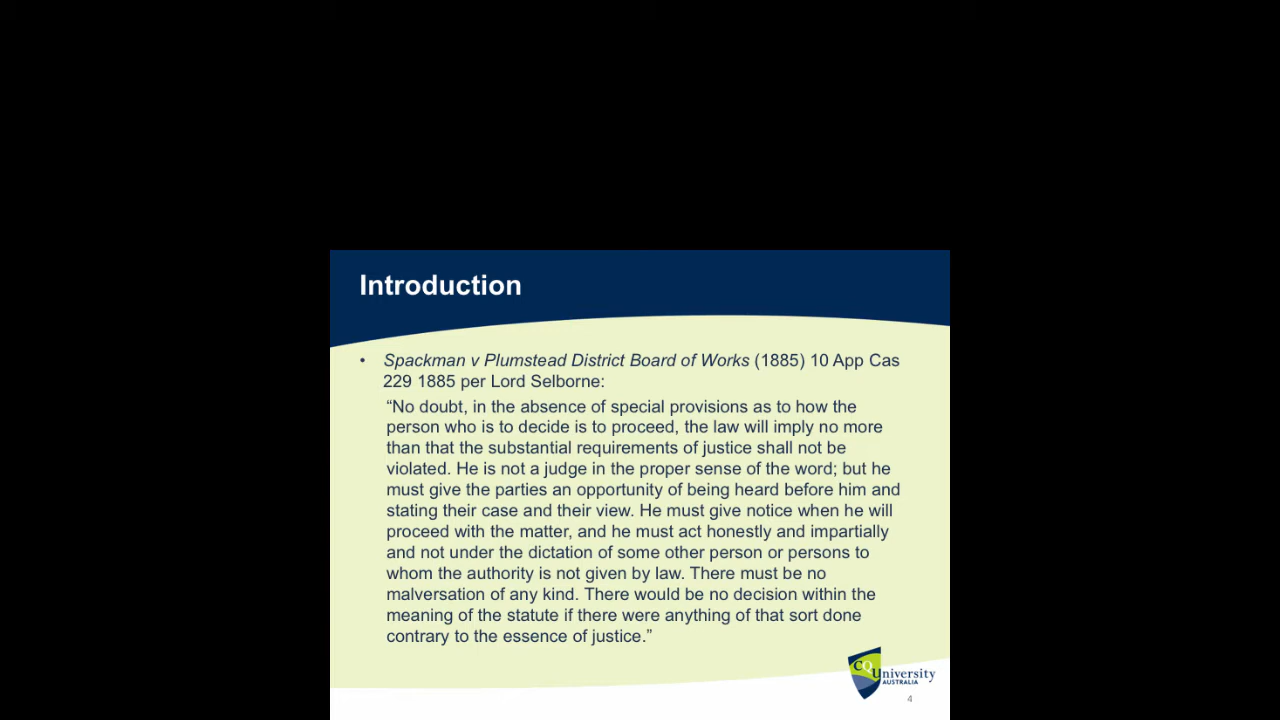 Introduction
• Spackman v Plumstead District Board of Works (1885) 10 App Cas
229 1885 per Lord Selborne:
“No doubt, in the absence of special provisions as to how the
person who is to decide is to proceed, the law will imply no more
than that the substantial requirements of justice shall not be
violated. He is not a judge in the proper sense of the word; but he
must give the parties an opportunity of being heard before him and
stating their case and their view. He must give notice when he will
proceed with the matter, and he must act honestly and impartially
and not under the dictation of some other person or persons to
whom the authority is not given by law. There must be no
malversation of any kind. There would be no decision within the
meaning of the statute if there were anything of that sort done
contrary to the essence of justice.”
CQUniversity
AUSTRALIA
4